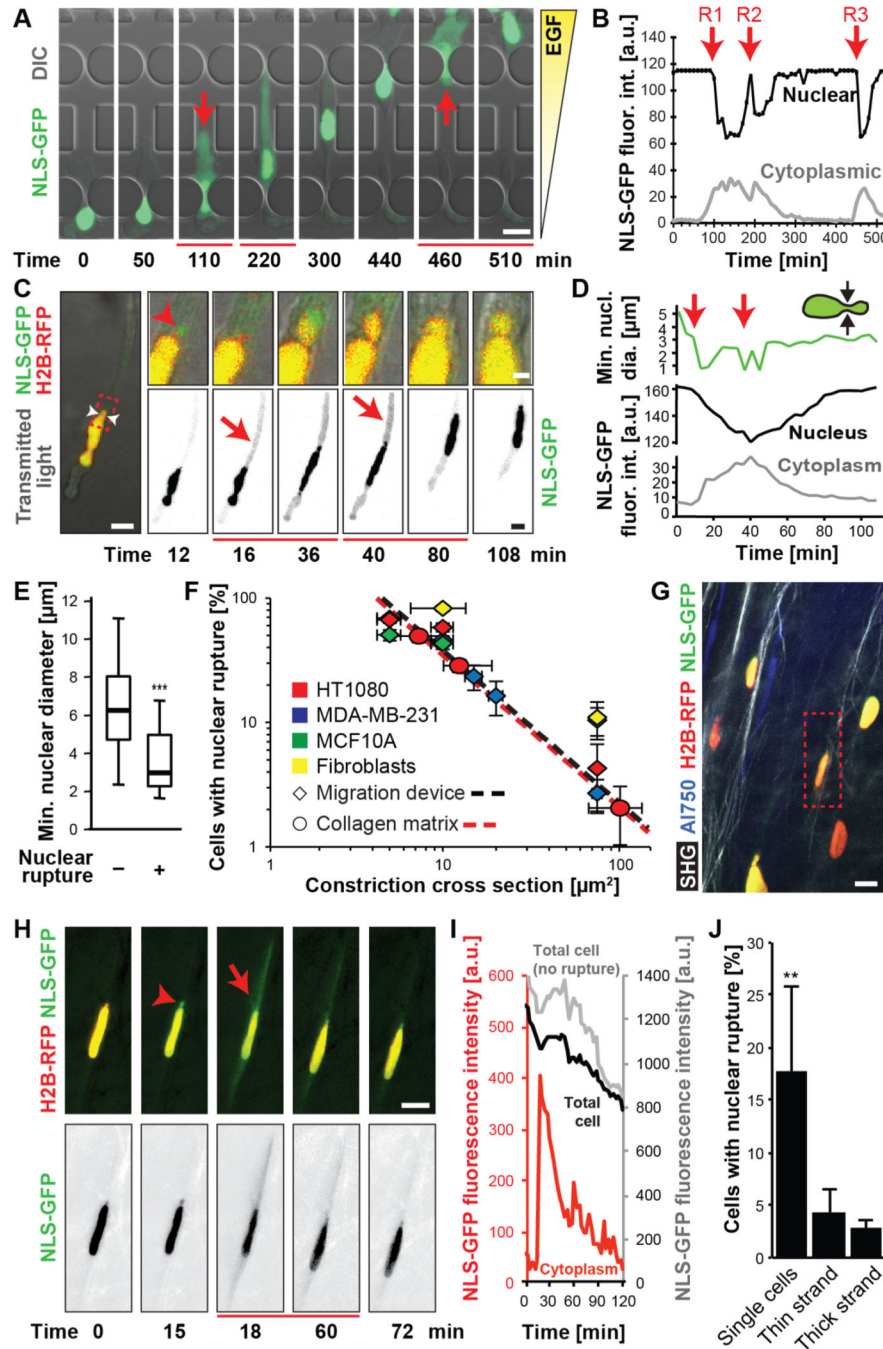 A
DIC
NLS-GFP
EGF
Time 0 50 110 220 300 440 460 510 min
B
R1 R2 R3
NLS-GFP fluor. int. [a.u.]
140
120
100
80
60
40
20
0
Nuclear
Cytoplasmic
0 100 200 300 400 500
Time [min]
C
NLS-GFP
H2B-RFP
Transmitted
light
NLS-GFP
Time 12 16 36 40 80 108 min
D
Min. nucl.
dia. [µm]
5
4
3
2
1
NLS-GFP
fluor. int. [a.u.]
160
140
120
Nucleus
30
20
10
Cytoplasm
0 20 40 60 80 100
Time [min]
E
Min. nuclear diameter [µm]
12
10
8
6
4
2
0
***
Nuclear
rupture
− +
F
Cells with nuclear rupture [%]
100
10
1
HT1080
MDA-MB-231
MCF10A
Fibroblasts
Migration device
Collagen matrix
1 10 100
Constriction cross section [µm²]
G
SHG AI750 H2B-RFP NLS-GFP
H
H2B-RFP NLS-GFP
NLS-GFP
Time 0 15 18 60 72 min
I
NLS-GFP fluorescence intensity [a.u.]
600
500
400
300
200
100
0
Total cell
(no rupture)
Total
cell
Cytoplasm
1400
1200
1000
800
600
400
200
0
NLS-GFP fluorescence intensity [a.u.]
0 30 60 90 120
Time [min]
J
Cells with nuclear rupture [%]
30
25
20
15
10
5
0
**
Single cells
Thin strand
Thick strand